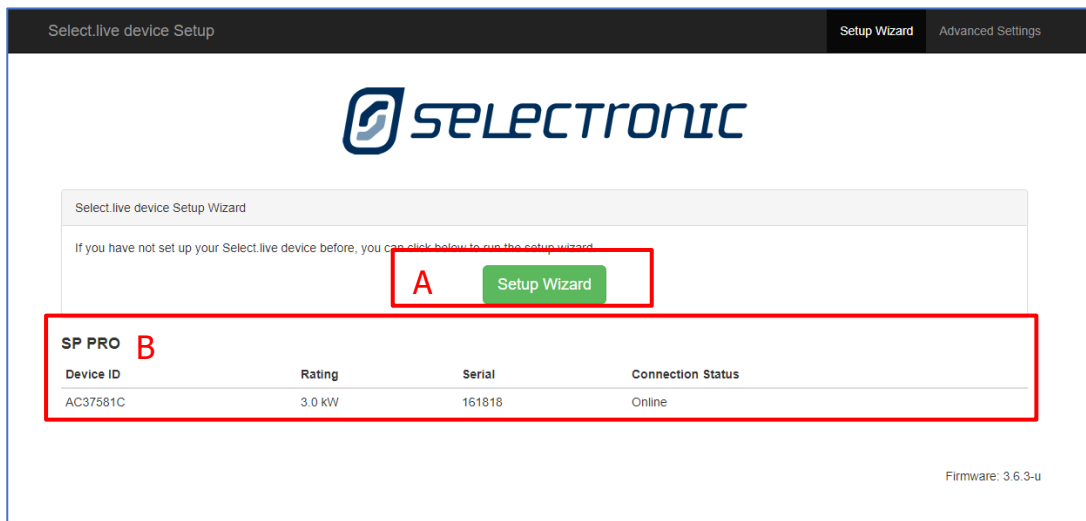 Select.live device Setup Setup Wizard Advanced Settings
selectronic
Select.live device Setup Wizard
If you have not set up your Select.live device before, you can click below to run the setup wizard
A Setup Wizard
SP PRO B
Device ID Rating Serial Connection Status
AC37581C 3.0 kW 161818 Online
Firmware: 3.6.3-u